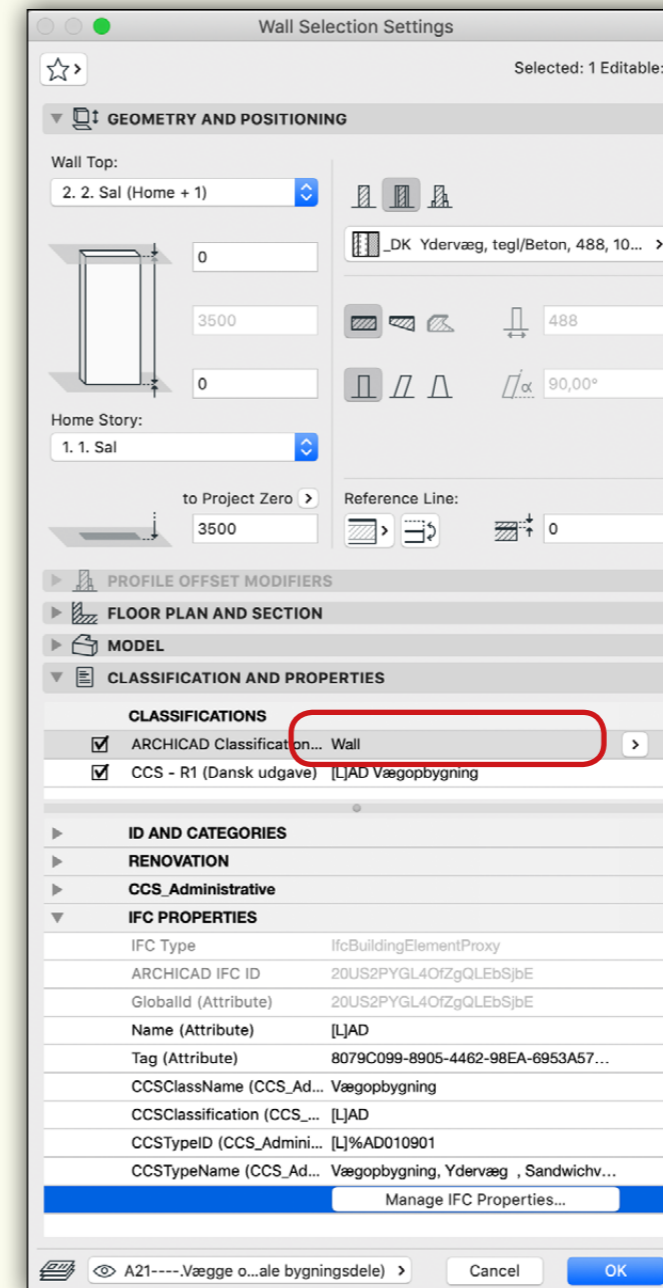 Wall Selection Settings
Selected: 1 Editable:
GEOMETRY AND POSITIONING
Wall Top:
2. 2. Sal (Home + 1)
_DK Ydervæg, tegl/Beton, 488, 10...
0
3500
488
0
α 90,00°
Home Story:
1. 1. Sal
to Project Zero
Reference Line:
3500
0
PROFILE OFFSET MODIFIERS
FLOOR PLAN AND SECTION
MODEL
CLASSIFICATION AND PROPERTIES
CLASSIFICATIONS
ARCHICAD Classification... Wall
CCS - R1 (Dansk udgave) [L]AD Vægopbygning
ID AND CATEGORIES
RENOVATION
CCS_Administrative
IFC PROPERTIES
IFC Type IfcBuildingElementProxy
ARCHICAD IFC ID 20US2PYGL4OfZgQLEbSjbE
GlobalId (Attribute) 20US2PYGL4OfZgQLEbSjbE
Name (Attribute) [L]AD
Tag (Attribute) 8079C099-8905-4462-98EA-6953A57...
CCSClassName (CCS_Ad... Vægopbygning
CCSClassification (CCS_... [L]AD
CCSTypeID (CCS_Admini... [L]%AD010901
CCSTypeName (CCS_Ad... Vægopbygning, Ydervæg , Sandwichv...
Manage IFC Properties...
A21----.Vægge o...ale bygningsdele)
Cancel
OK